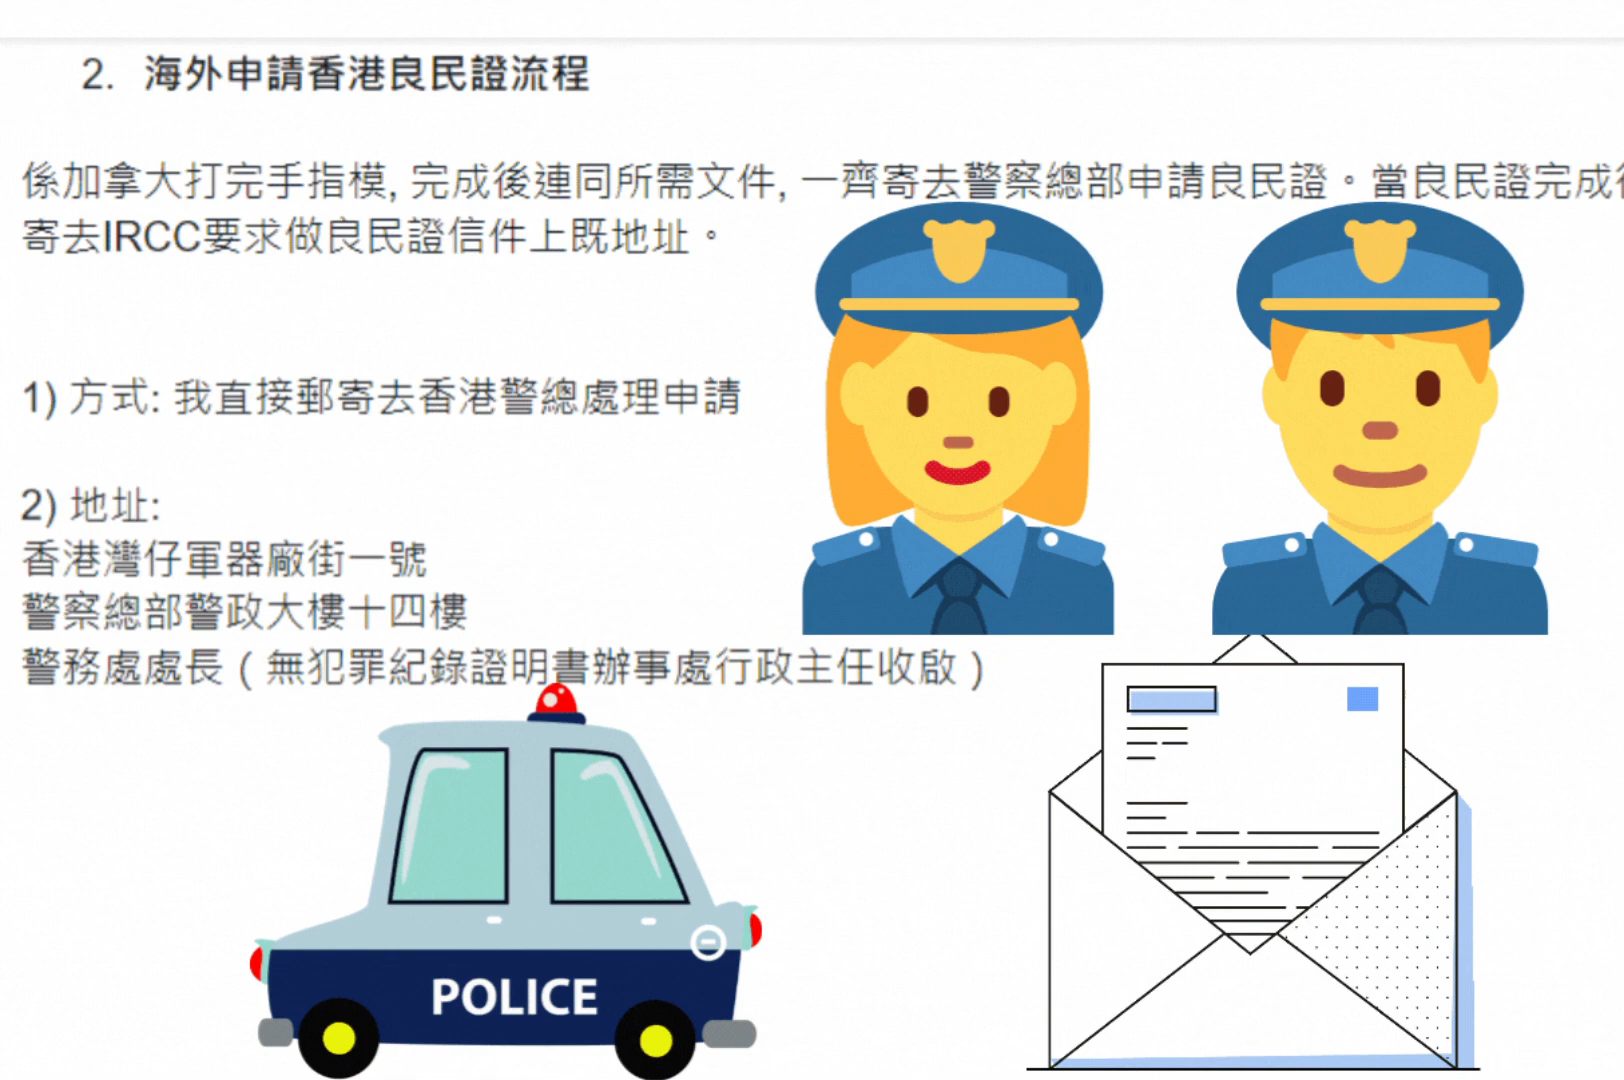 2. 海外申請香港良民證流程
係加拿大打完手指模, 完成後連同所需文件, 一齊寄去警察總部申請良民證。當良民證完成
寄去IRCC要求做良民證信件上既地址。
1) 方式: 我直接郵寄去香港警總處理申請
2) 地址:
香港灣仔軍器廠街一號
警察總部警政大樓十四樓
警務處處長 ( 無犯罪紀錄證明書辦事處行政主任收啟 )
POLICE